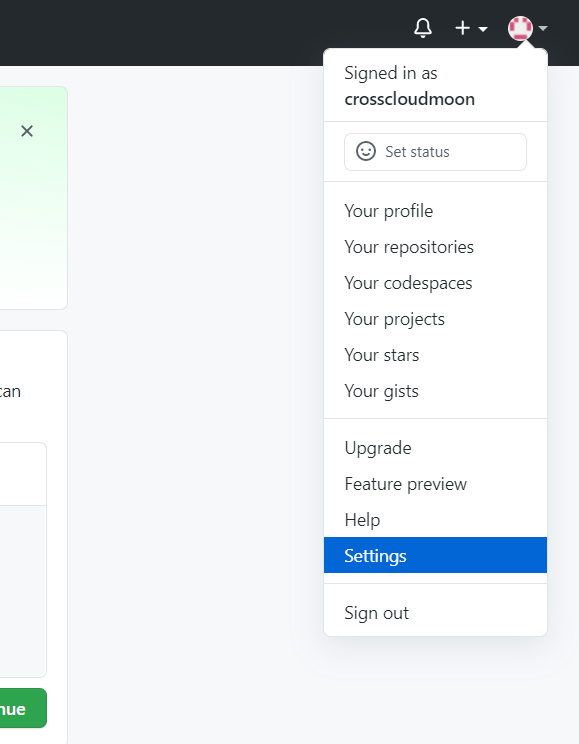 Signed in as
crosscloudmoon
Set status
Your profile
Your repositories
Your codespaces
Your projects
Your stars
Your gists
can
Upgrade
Feature preview
Help
Settings
Sign out
nue